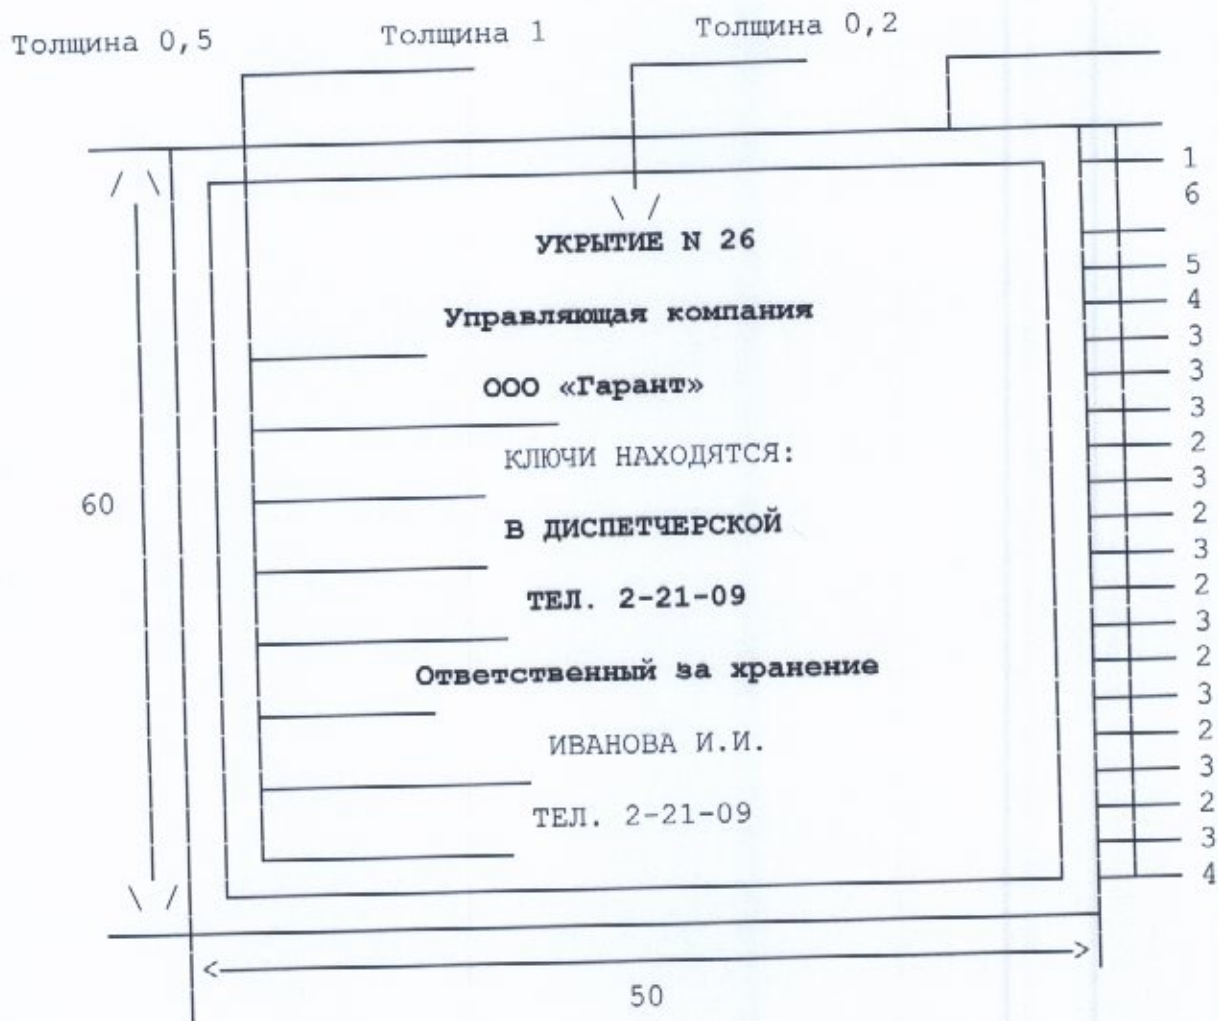 Толщина 0,5 Толщина 1 Толщина 0,2
1
6
УКРЫТИЕ N 26
5
4
Управляющая компания
3
3
ООО «Гарант»
3
2
КЛЮЧИ НАХОДЯТСЯ:
3
60
2
В ДИСПЕТЧЕРСКОЙ
3
2
ТЕЛ. 2-21-09
3
2
Ответственный за хранение
3
2
ИВАНОВА И.И.
3
2
ТЕЛ. 2-21-09
3
4
50